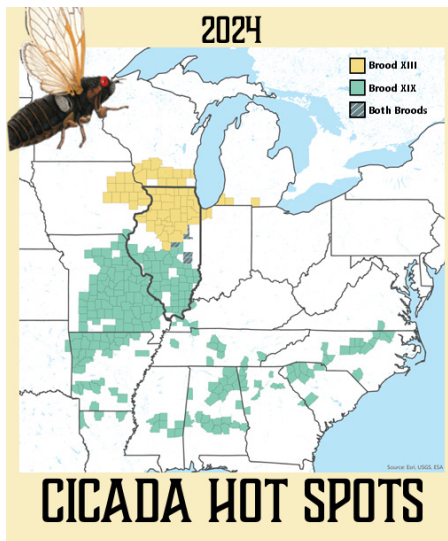 2024
Brood XIII
Brood XIX
Both Broods
Source: Esri, USGS, ESA
CICADA HOT SPOTS